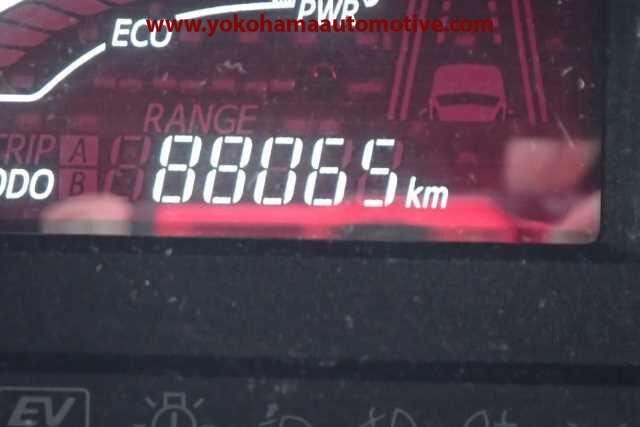 www.yokohamaautomotive.com
ECO PWR
RANGE
TRIP A
ODO B 88065 km
EV